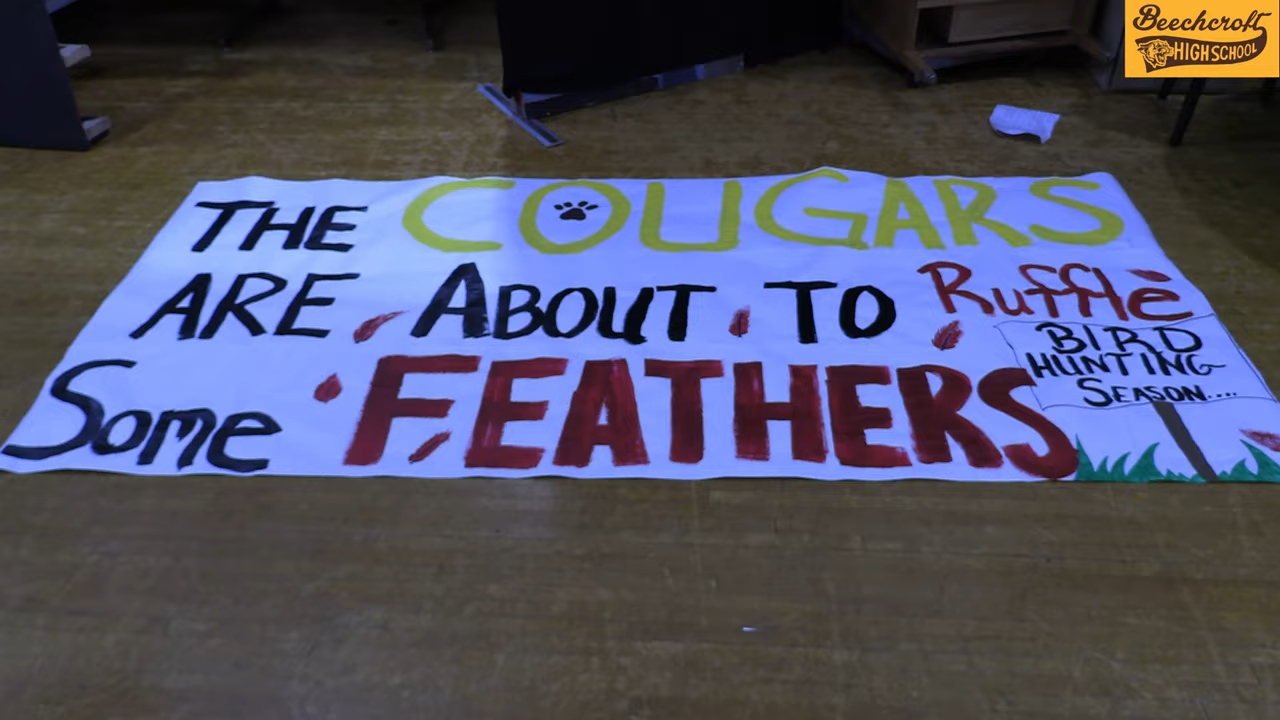 Beechcroft
HIGH SCHOOL
THE COUGARS
ARE ABOUT TO Ruffle
Some FEATHERS
BIRD
HUNTING
SEASON....